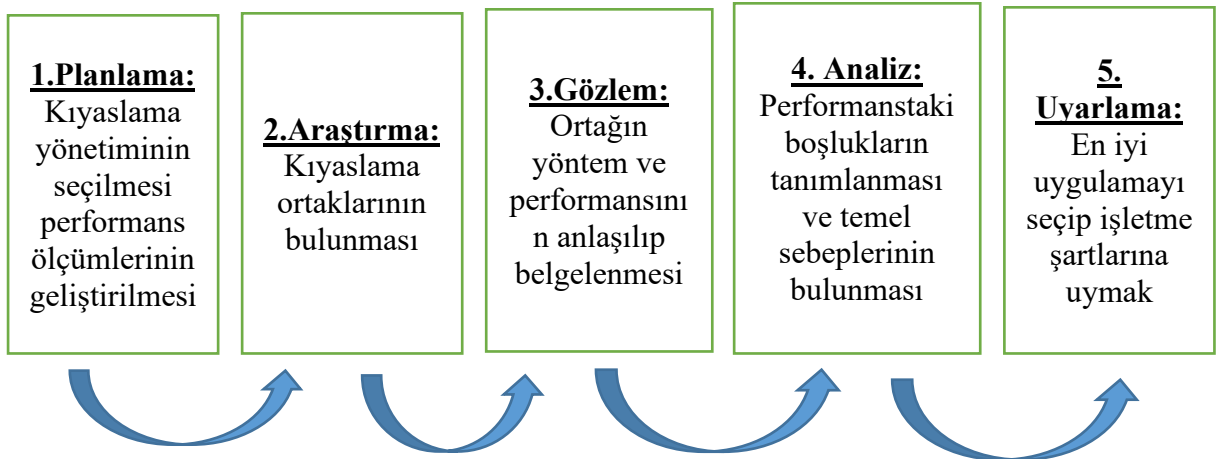 1.Planlama:
Kıyaslama
yönetiminin
seçilmesi
performans
ölçümlerinin
geliştirilmesi
2.Araştırma:
Kıyaslama
ortaklarının
bulunması
3.Gözlem:
Ortağın
yöntem ve
performansını
n anlaşılıp
belgelenmesi
4. Analiz:
Performanstaki
boşlukların
tanımlanması
ve temel
sebeplerinin
bulunması
5.
Uyarlama:
En iyi
uygulamayı
seçip işletme
şartlarına
uymak